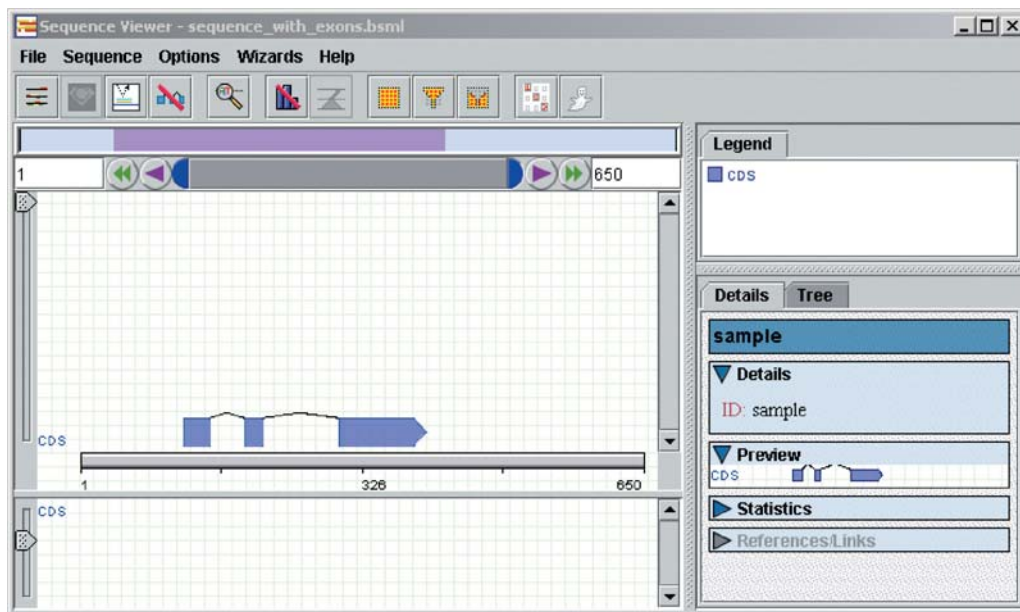 Sequence Viewer - sequence_with_exons.bsml
File Sequence Options Wizards Help
1
650
CDS
1 326 650
CDS
Legend
CDS
Details Tree
sample
Details
ID: sample
Preview
CDS
Statistics
References/Links